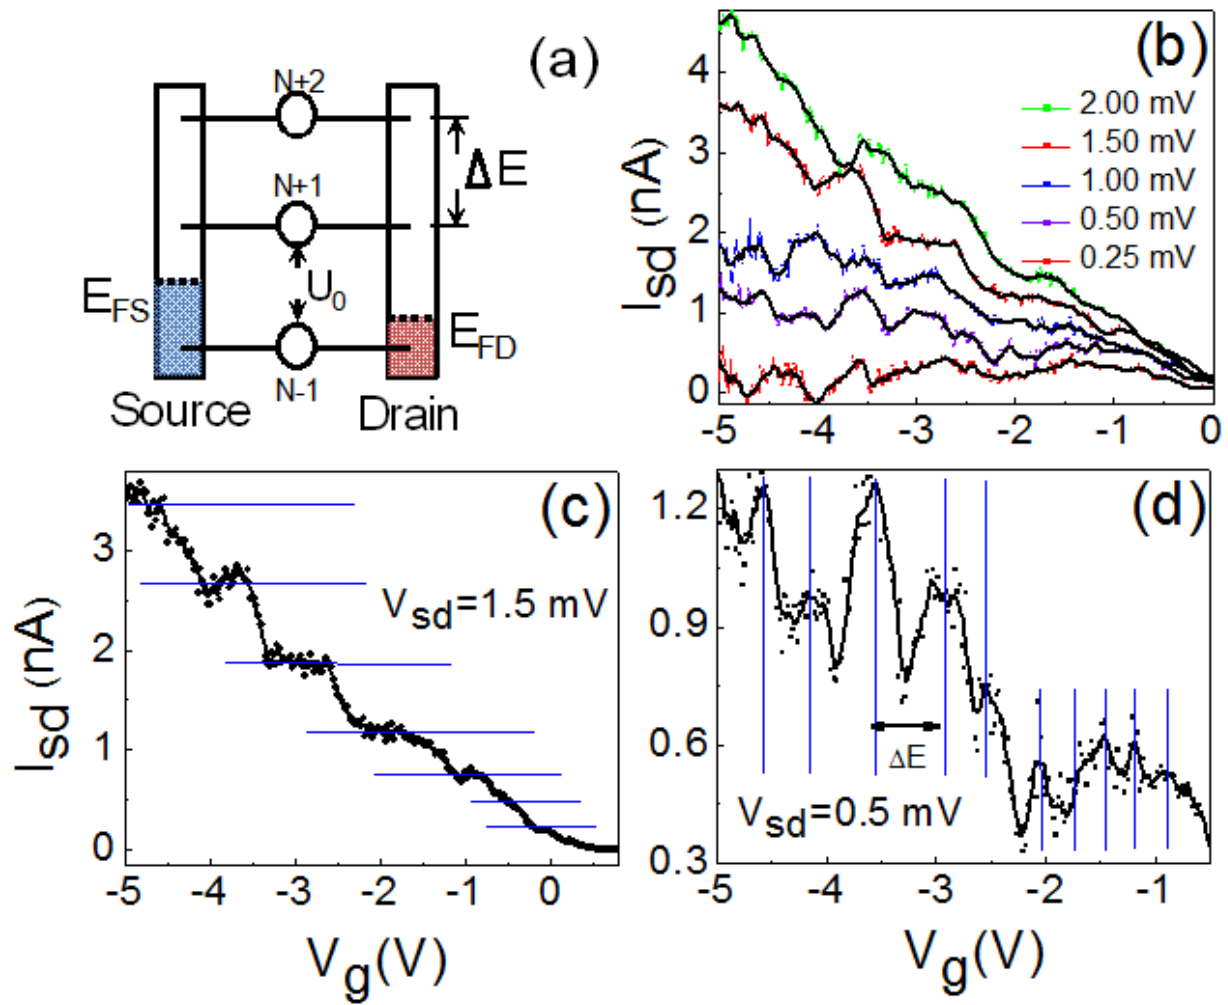 (a)
N+2
ΔE
N+1
E_FS
U_0
E_FD
N-1
Source
Drain
(b)
I_sd (nA)
4
3
2
1
0
2.00 mV
1.50 mV
1.00 mV
0.50 mV
0.25 mV
-5
-4
-3
-2
-1
0
(c)
I_sd (nA)
3
2
1
0
V_sd=1.5 mV
-5
-4
-3
-2
-1
0
V_g(V)
(d)
1.2
0.9
0.6
0.3
ΔE
V_sd=0.5 mV
-5
-4
-3
-2
-1
V_g(V)